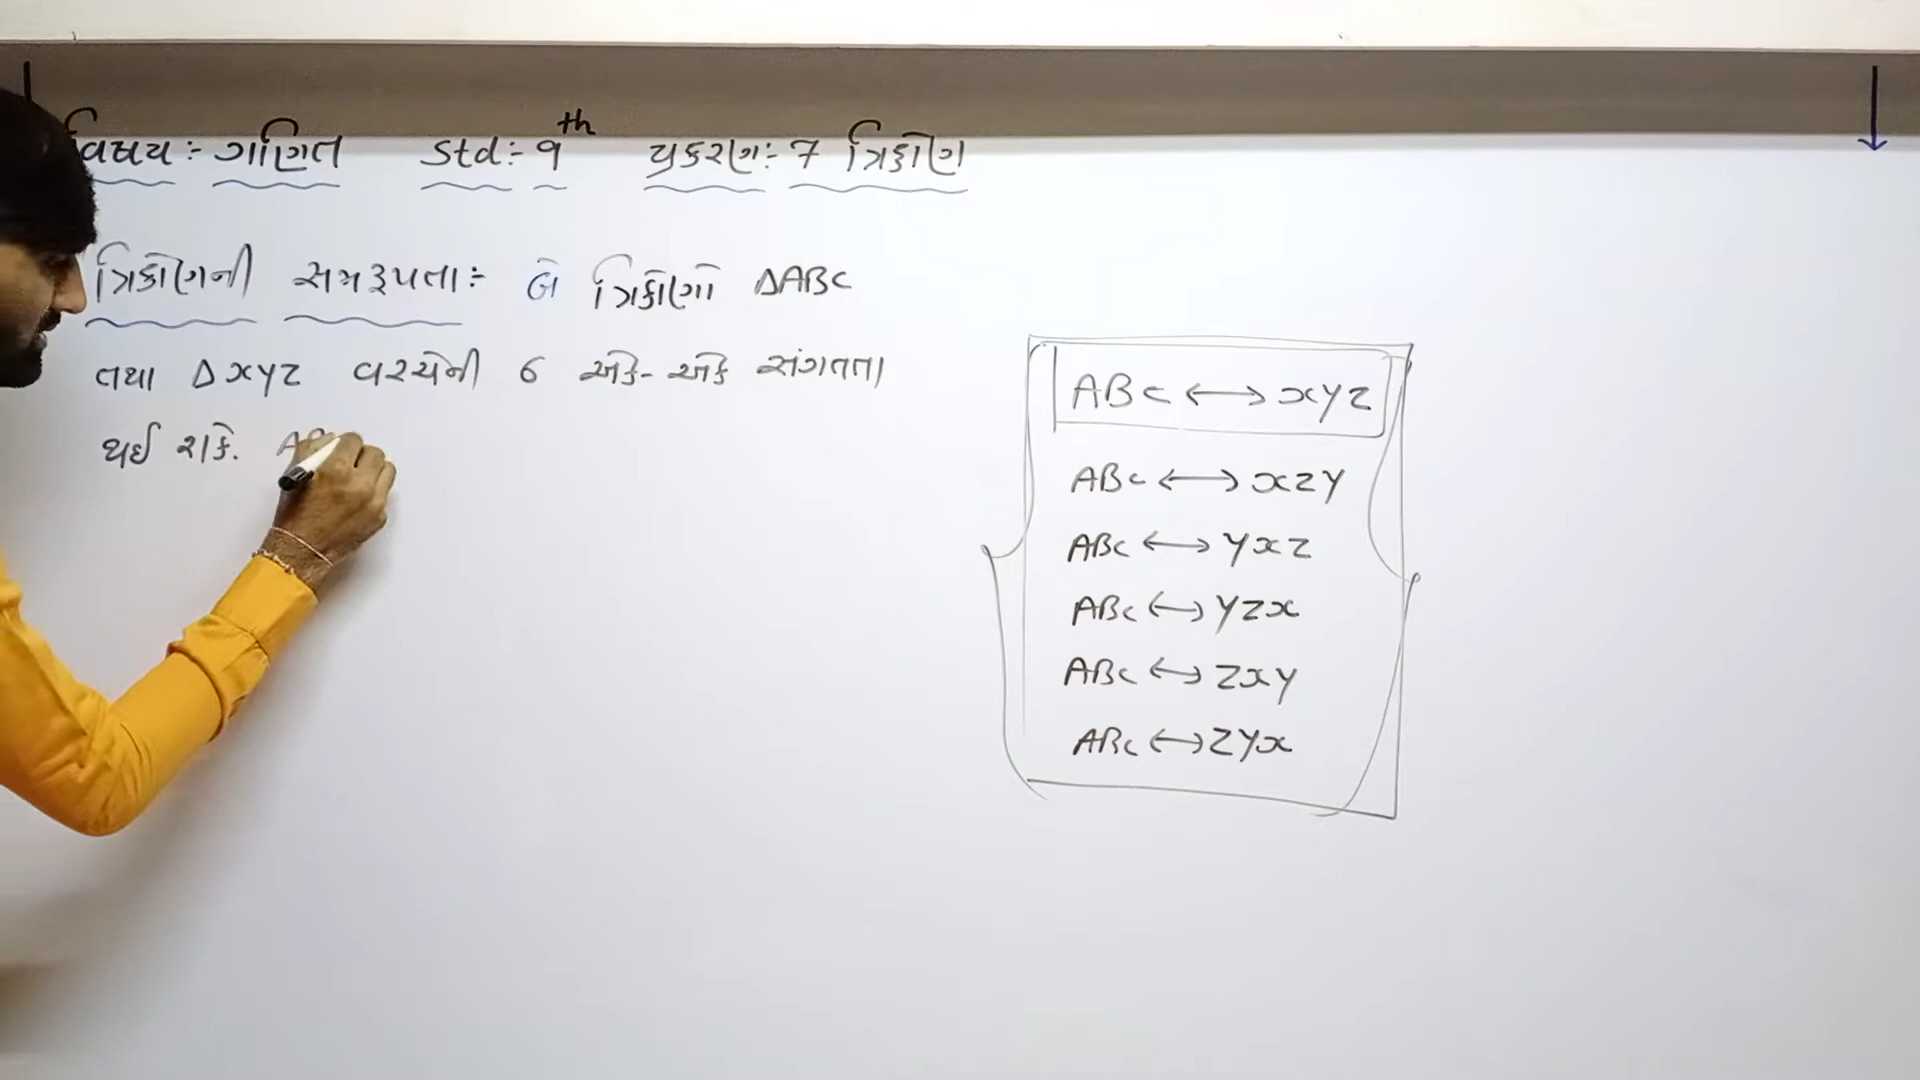 વિષય :- ગણિત Std :- 9th પ્રકરણ :- 7 ત્રિકોણ
ત્રિકોણની સમરૂપતા :- બે ત્રિકોણો ΔABC
તથા ΔXYZ વચ્ચેની 6 એક-એક સંગતતા
થઈ શકે.
ABC ↔ XYZ
ABC ↔ XZY
ABC ↔ YXZ
ABC ↔ YZX
ABC ↔ ZXY
ABC ↔ ZYX